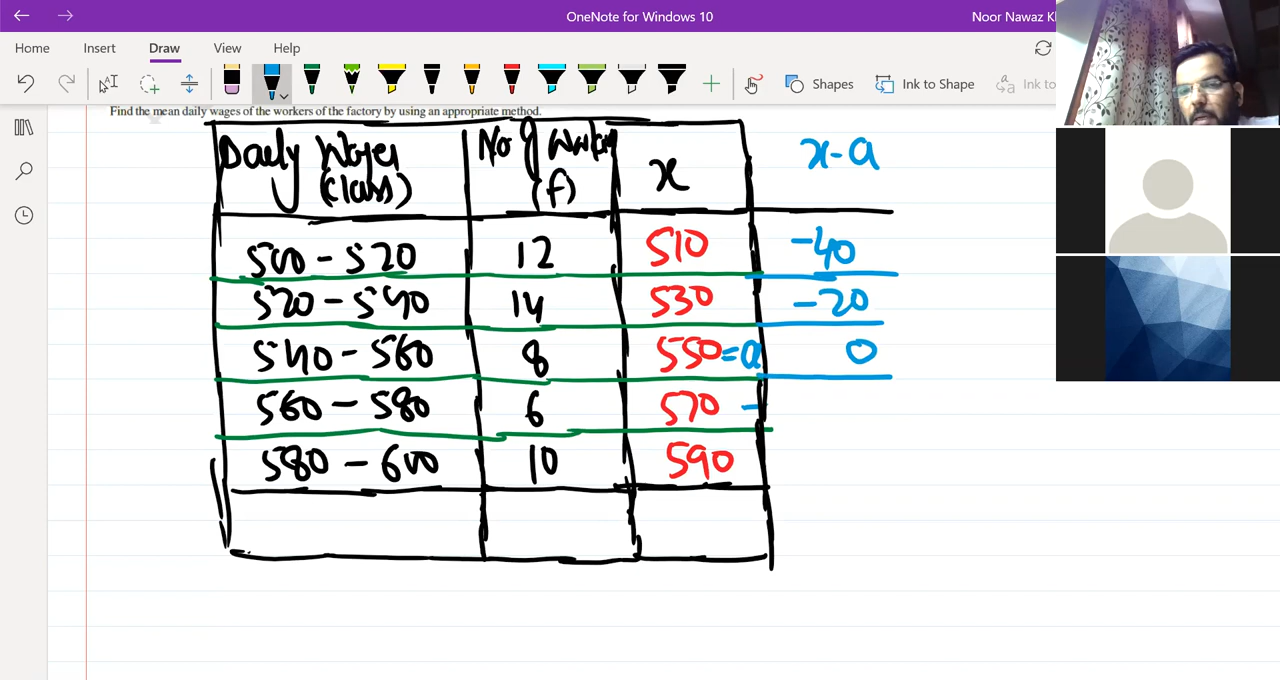 OneNote for Windows 10
Noor Nawaz Kh
Home Insert Draw View Help
Shapes Ink to Shape Ink to
Find the mean daily wages of the workers of the factory by using an appropriate method.
Daily Wages (Class) No of Workers (f) x x-a
500 - 520 12 510 -40
520 - 540 14 530 -20
540 - 560 8 550 = a 0
560 - 580 6 570 -
580 - 600 10 590